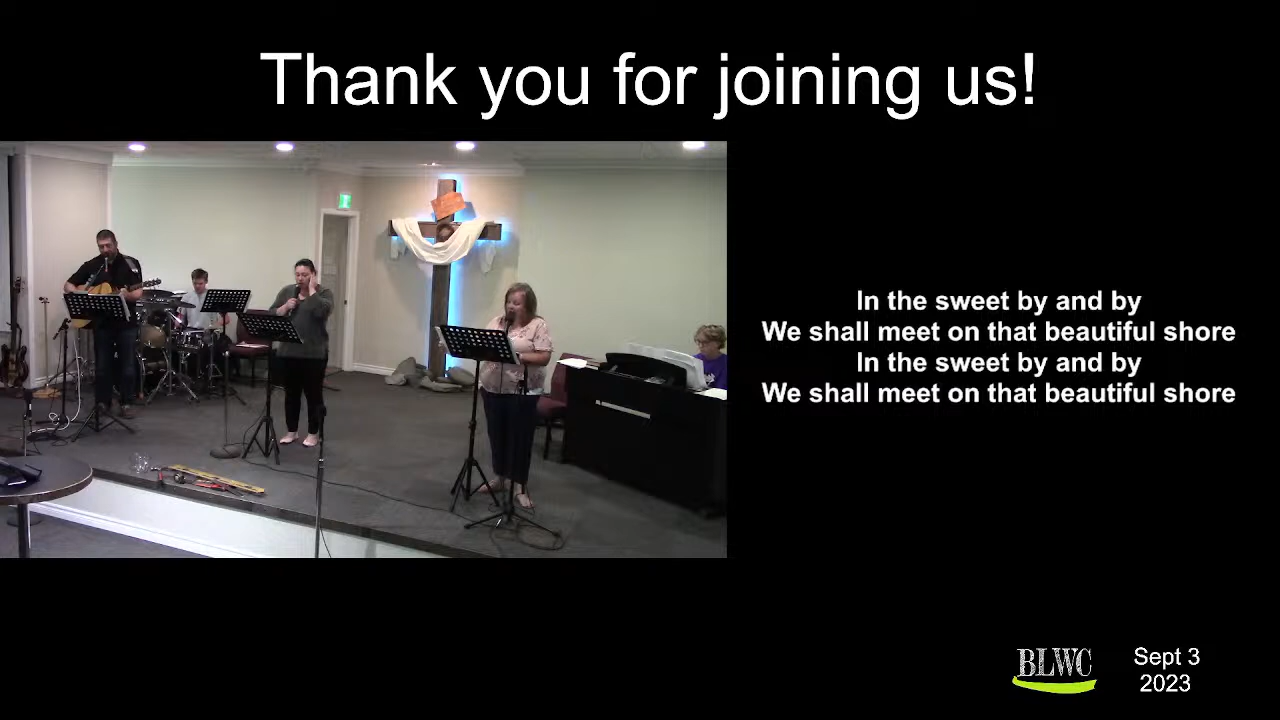 Thank you for joining us!
In the sweet by and by
We shall meet on that beautiful shore
In the sweet by and by
We shall meet on that beautiful shore
BLWC
Sept 3
2023